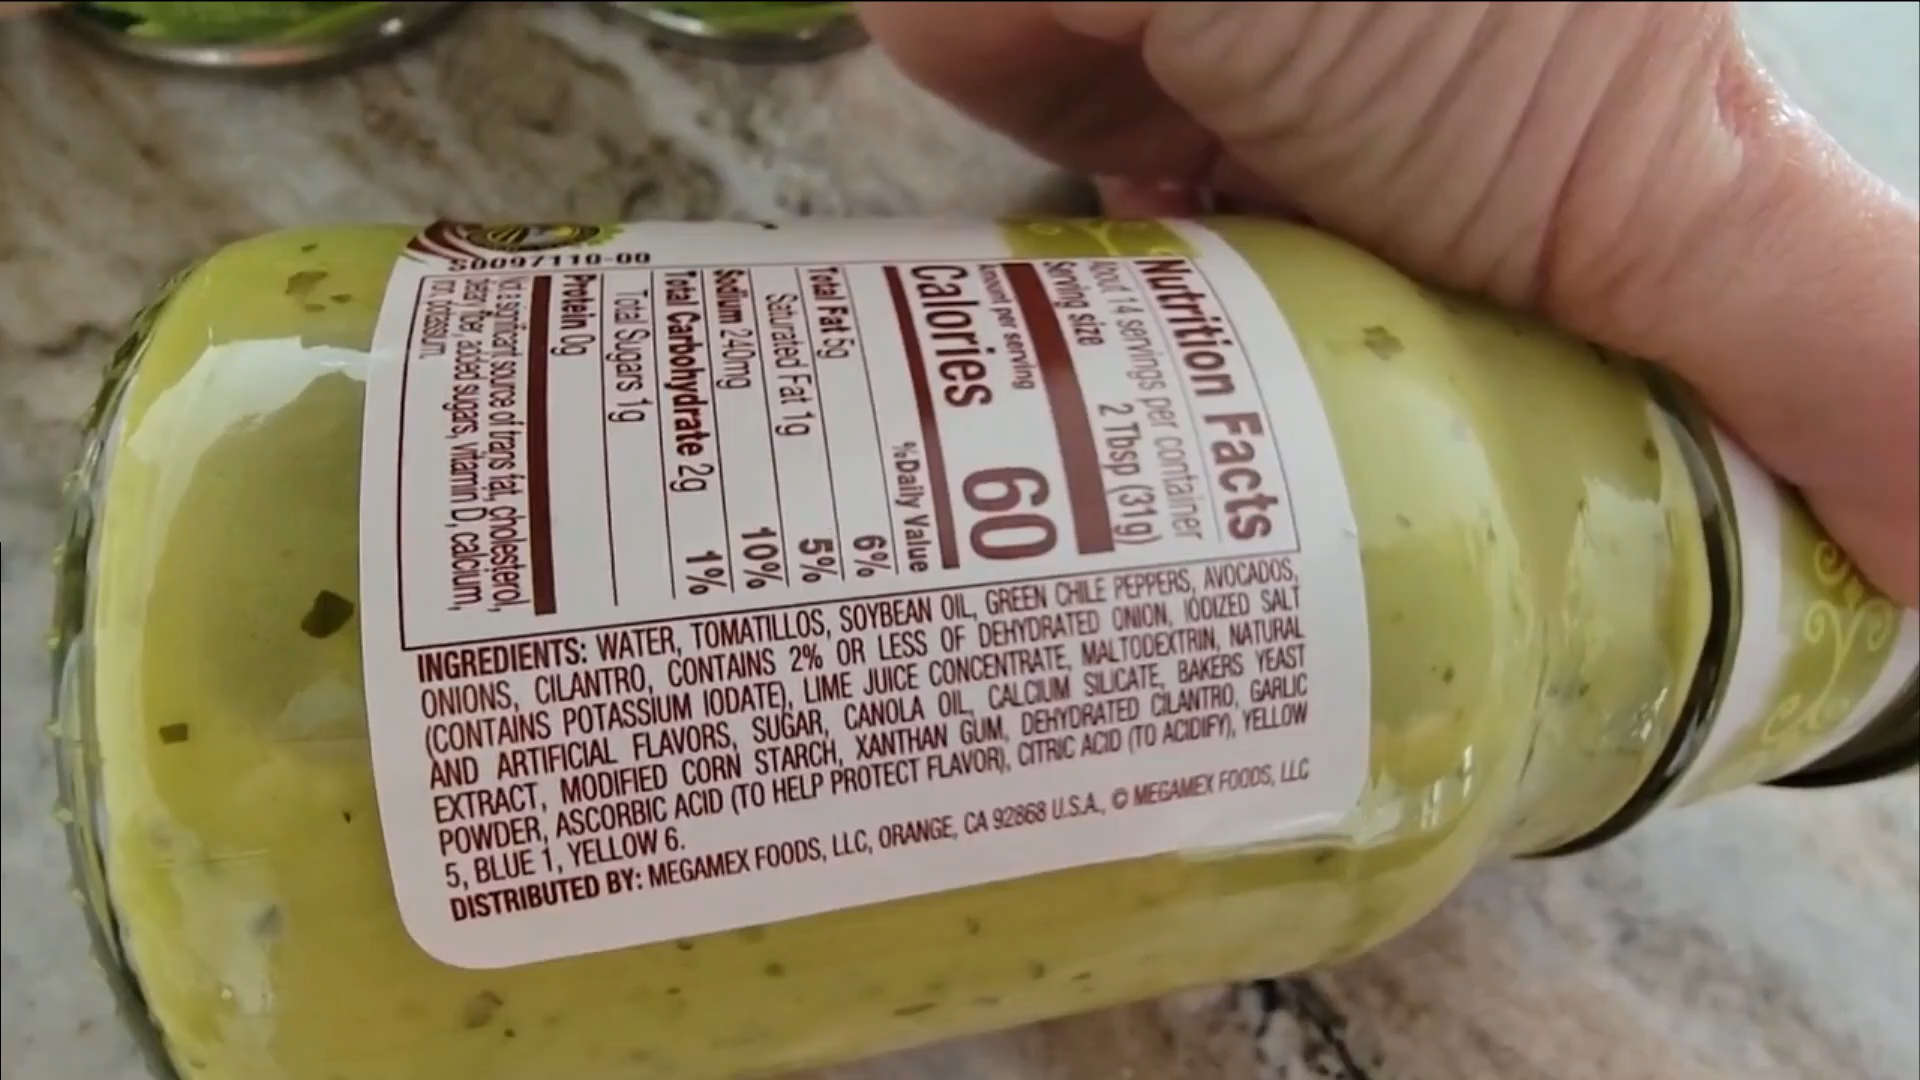 S0097110-00
Nutrition Facts
About 14 servings per container
Serving size 2 Tbsp (31g)
Amount per serving
Calories 60
%Daily Value
Total Fat 5g 6%
Saturated Fat 1g 5%
Sodium 240mg 10%
Total Carbohydrate 2g 1%
Total Sugars 1g
Protein 0g
Not a significant source of trans fat, cholesterol,
dietary fiber, added sugars, vitamin D, calcium,
iron, potassium.
INGREDIENTS: WATER, TOMATILLOS, SOYBEAN OIL, GREEN CHILE PEPPERS, AVOCADOS,
ONIONS, CILANTRO, CONTAINS 2% OR LESS OF DEHYDRATED ONION, IODIZED SALT
(CONTAINS POTASSIUM IODATE), LIME JUICE CONCENTRATE, MALTODEXTRIN, NATURAL
AND ARTIFICIAL FLAVORS, SUGAR, CANOLA OIL, CALCIUM SILICATE, BAKERS YEAST
EXTRACT, MODIFIED CORN STARCH, XANTHAN GUM, DEHYDRATED CILANTRO, GARLIC
POWDER, ASCORBIC ACID (TO HELP PROTECT FLAVOR), CITRIC ACID (TO ACIDIFY), YELLOW
5, BLUE 1, YELLOW 6.
DISTRIBUTED BY: MEGAMEX FOODS, LLC, ORANGE, CA 92868 U.S.A., © MEGAMEX FOODS, LLC